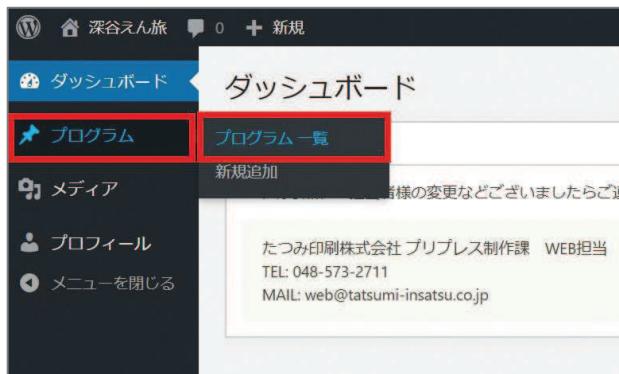 深谷えん旅 0 新規
ダッシュボード
ダッシュボード
プログラム
プログラム 一覧
新規追加
様の変更などございましたらご
メディア
プロフィール
メニューを閉じる
たつみ印刷株式会社 プリプレス制作課 WEB担当
TEL: 048-573-2711
MAIL: web@tatsumi-insatsu.co.jp